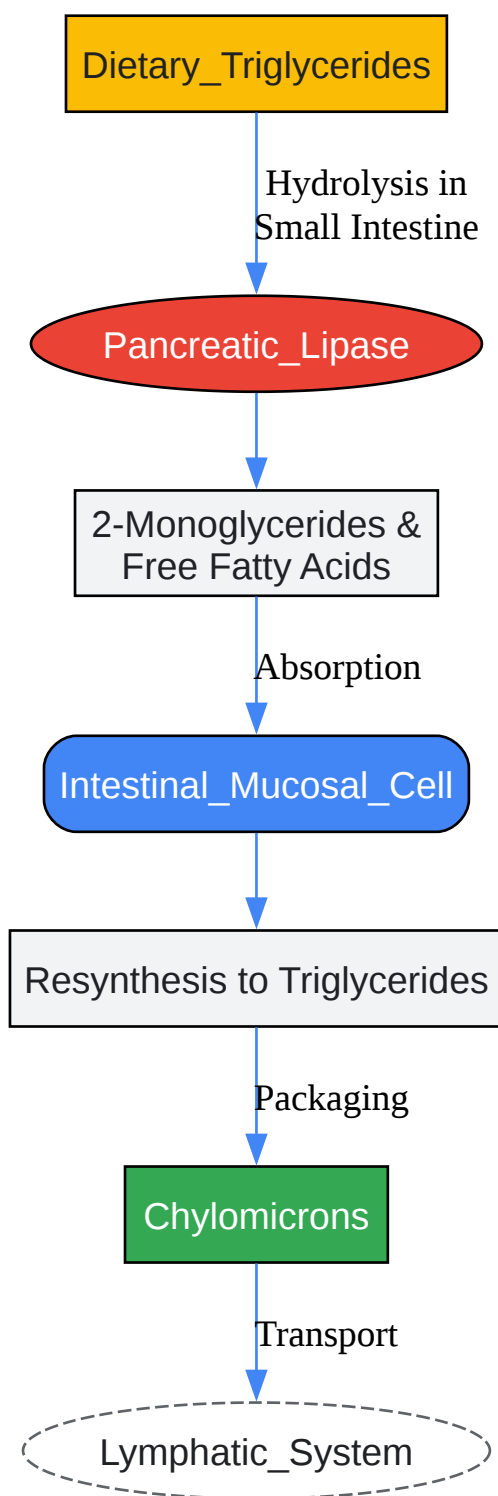 Dietary_Triglycerides
Hydrolysis in
Small Intestine
Pancreatic_Lipase
2-Monoglycerides &
Free Fatty Acids
Absorption
Intestinal_Mucosal_Cell
Resynthesis to Triglycerides
Packaging
Chylomicrons
Transport
Lymphatic_System